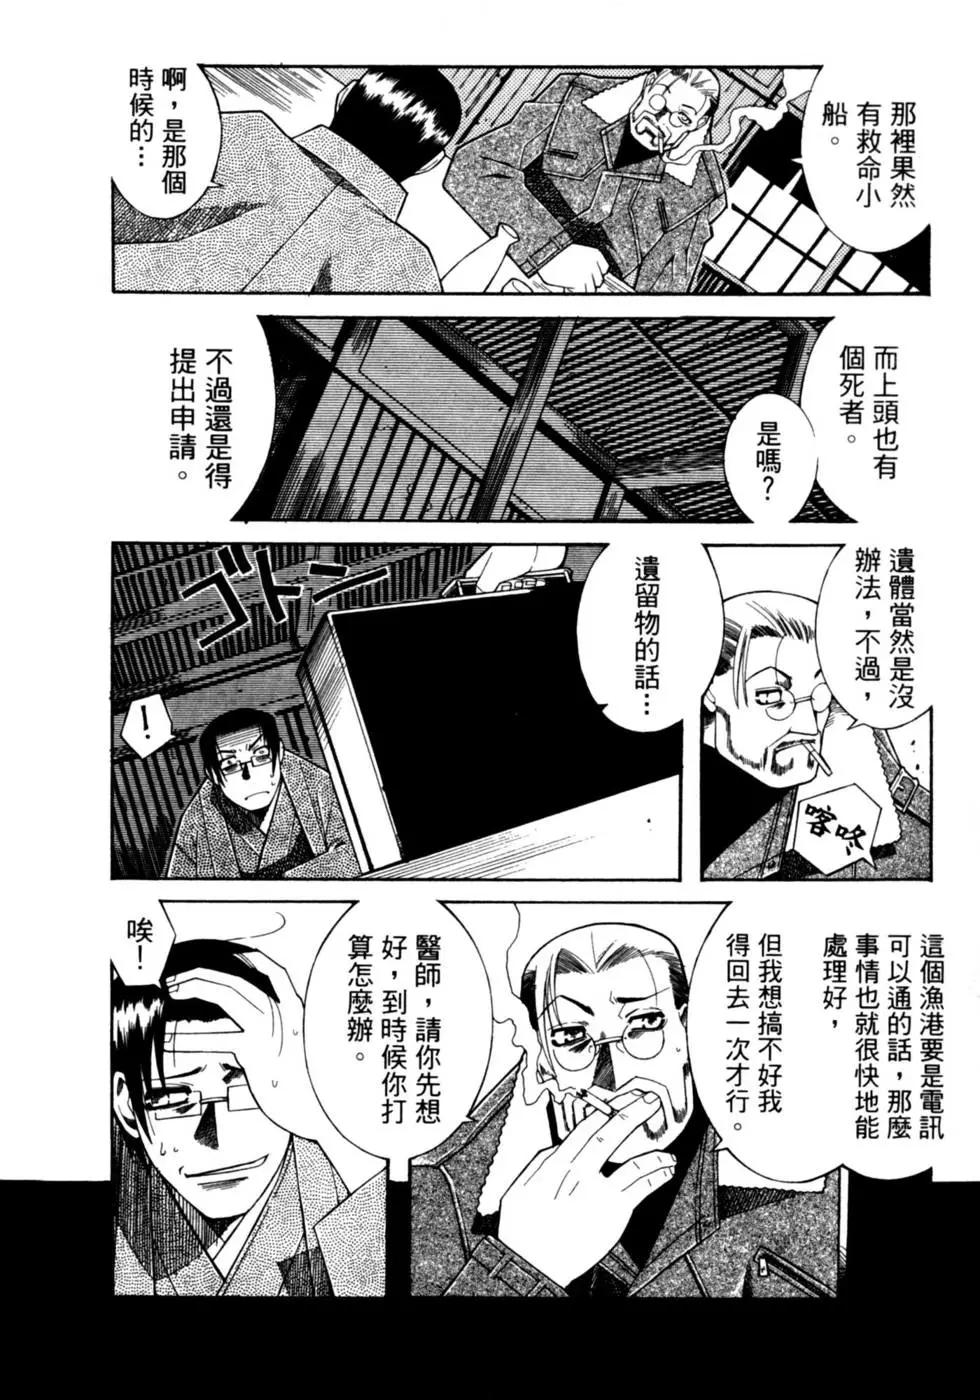 那裡果然
有救命小
船。
啊，是那個
時候的…
而上頭也有
個死者。
是嗎？
不過還是得
提出申請。
遺體當然是沒
辦法，不過，
喀咚
遺留物的話…
ゴトン
！
這個漁港要是電訊
可以通的話，那麼
事情也就很快地能
處理好，
但我想搞不好我
得回去一次才行。
醫師，請你先想
好，到時候你打
算怎麼辦。
唉！